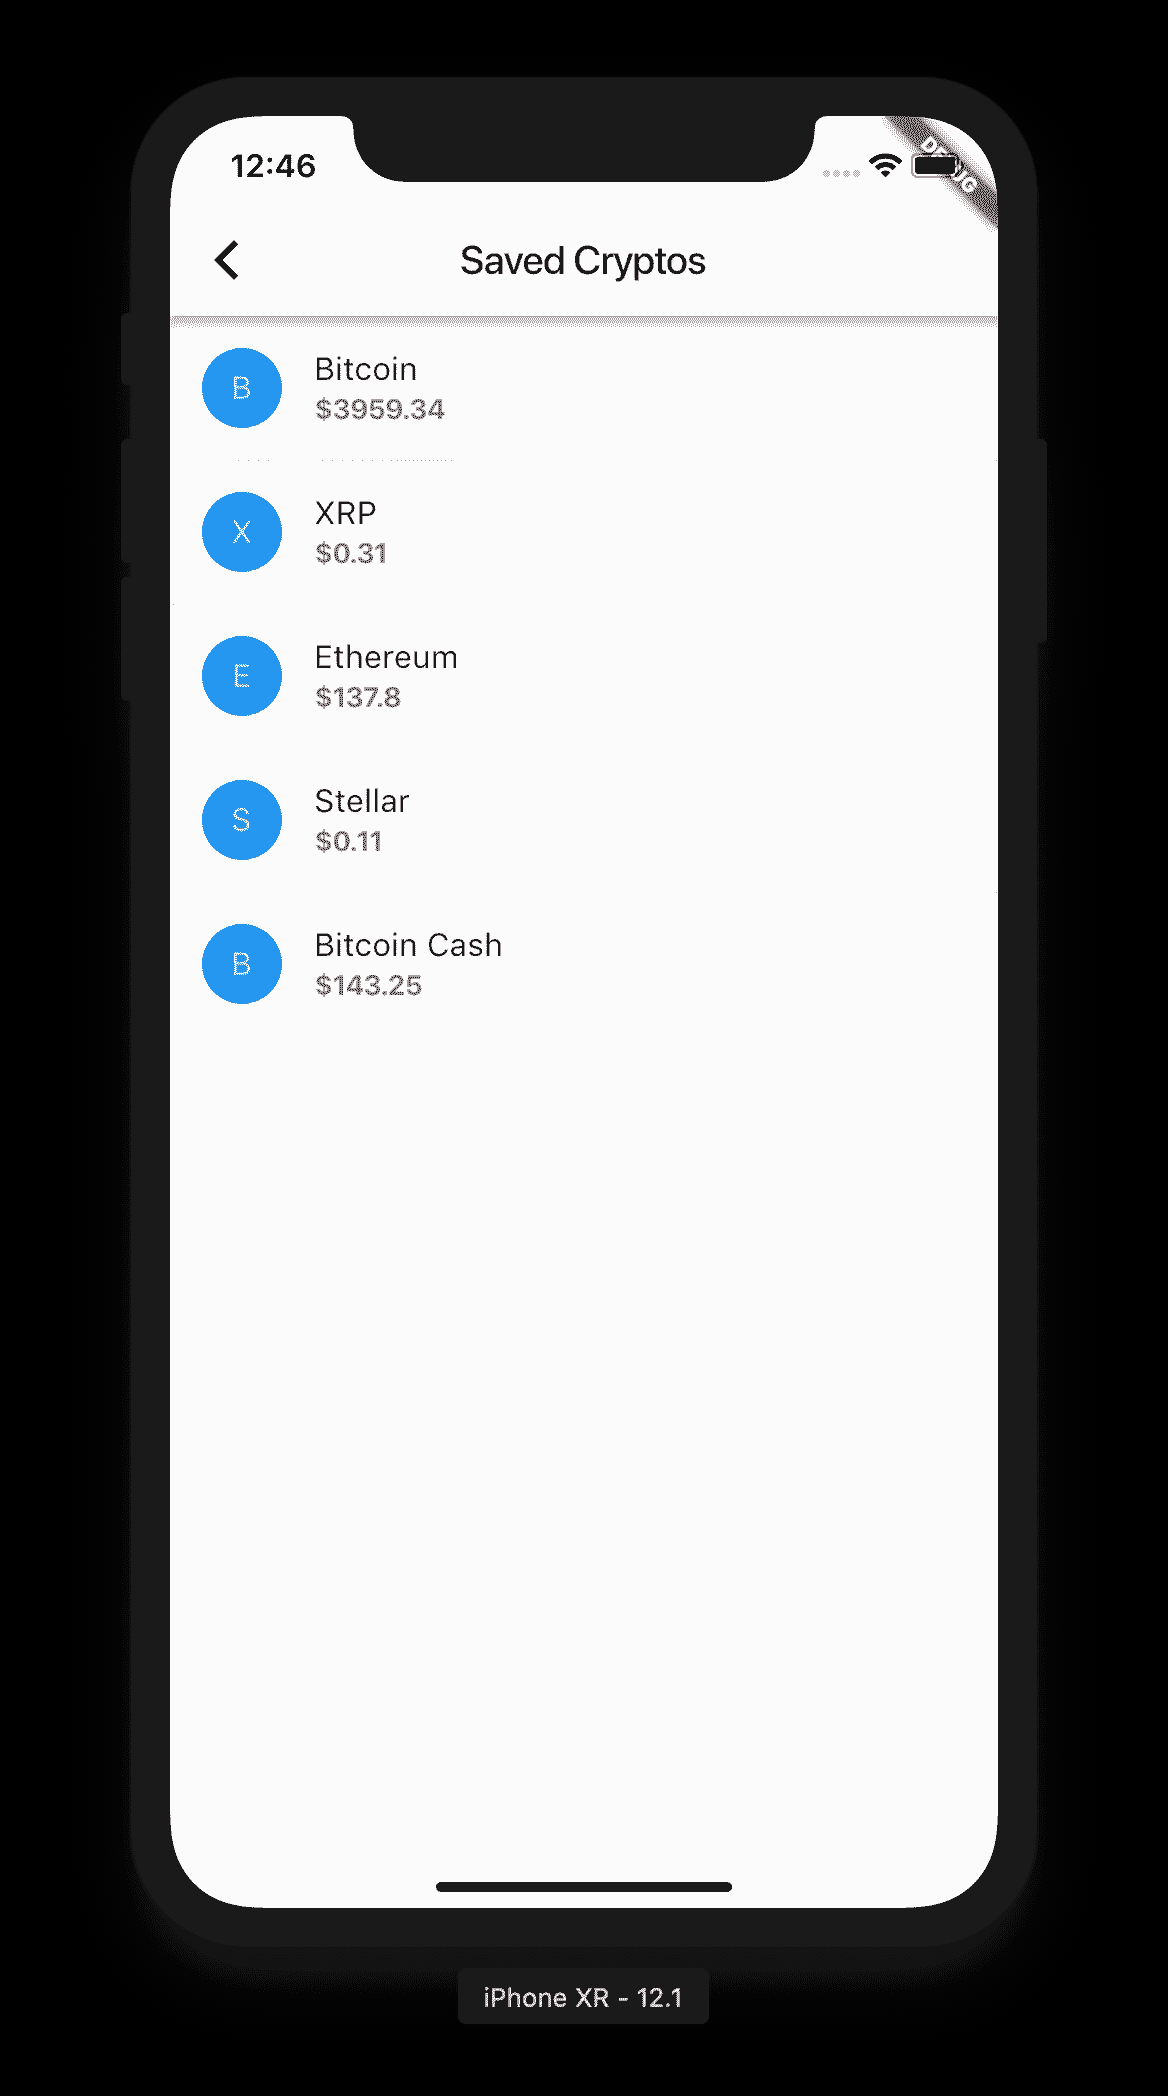 12:46
DEBUG
Saved Cryptos
B
Bitcoin
$3959.34
X
XRP
$0.31
E
Ethereum
$137.8
S
Stellar
$0.11
B
Bitcoin Cash
$143.25
iPhone XR - 12.1